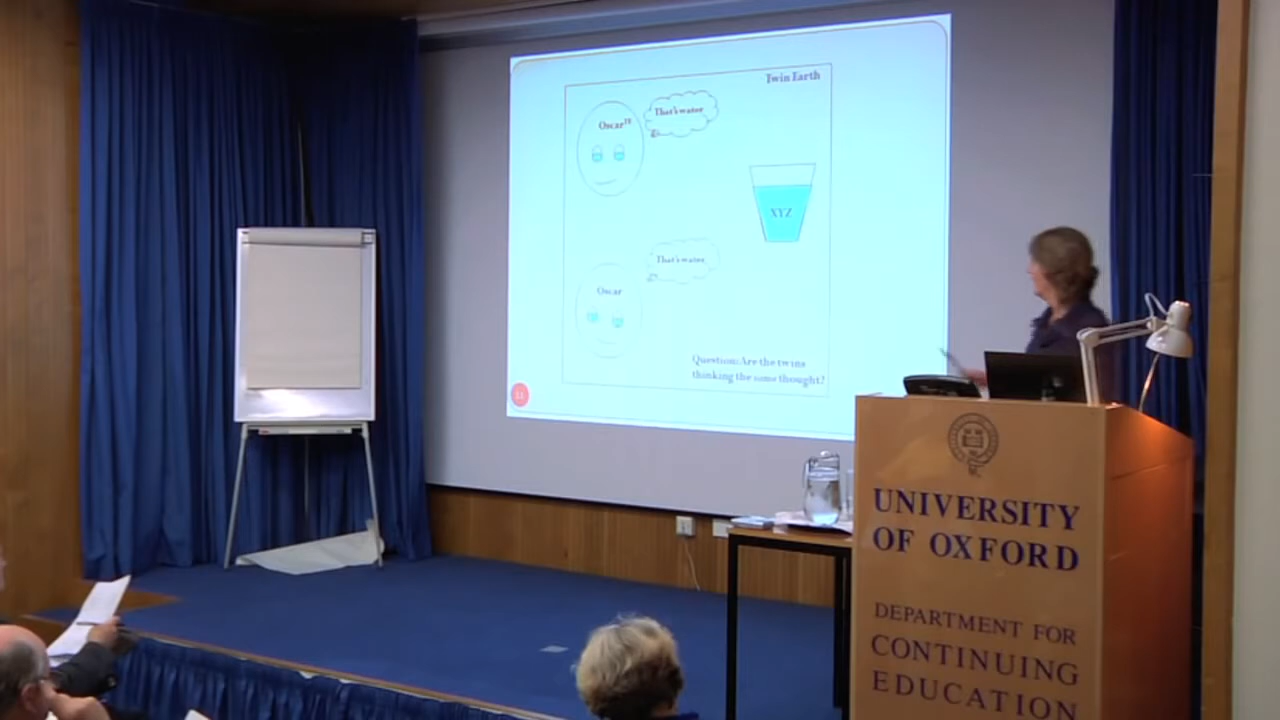 Twin Earth
That's water
Oscar
XYZ
That's water
Oscar
Question: Are the twins
thinking the same thought?
UNIVERSITY
OF OXFORD
DEPARTMENT FOR
CONTINUING
EDUCATION